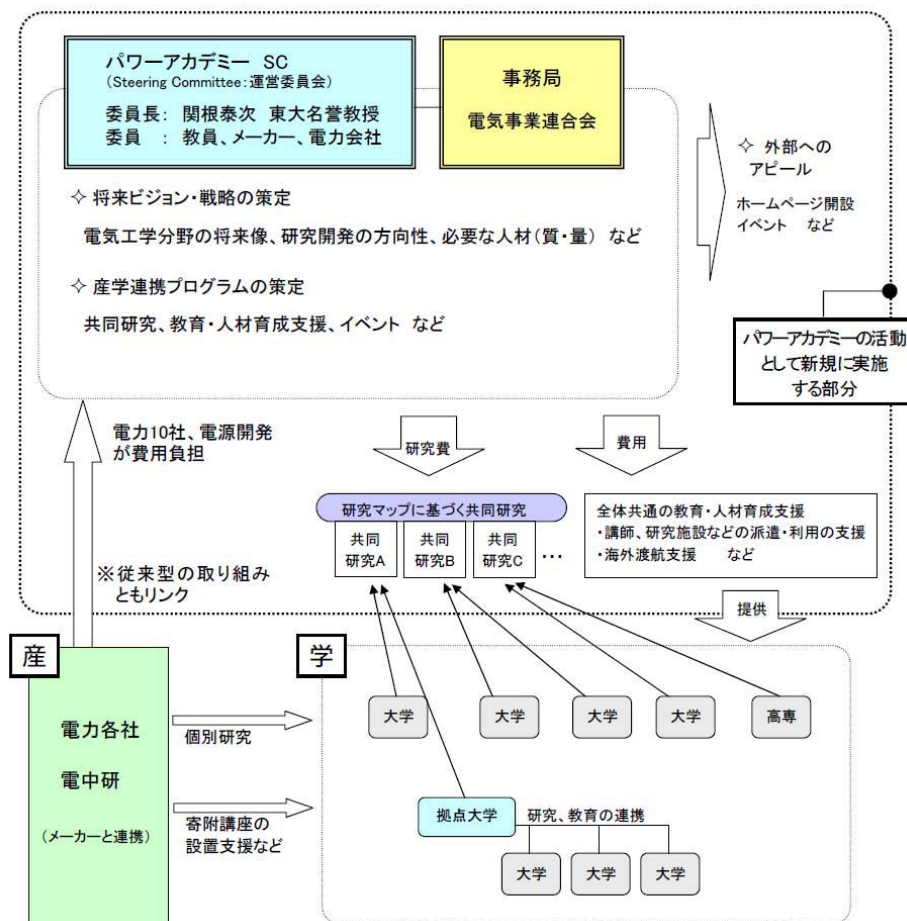 パワーアカデミー SC
(Steering Committee:運営委員会)
委員長: 関根泰次 東大名誉教授
委員 : 教員、メーカー、電力会社
事務局
電気事業連合会
✧ 将来ビジョン・戦略の策定
電気工学分野の将来像、研究開発の方向性、必要な人材(質・量) など
✧ 産学連携プログラムの策定
共同研究、教育・人材育成支援、イベント など
✧ 外部への
アピール
ホームページ開設
イベント など
パワーアカデミーの活動
として新規に実施
する部分
電力10社、電源開発
が費用負担
研究費
費用
研究マップに基づく共同研究
共同
研究A
共同
研究B
共同
研究C
…
全体共通の教育・人材育成支援
・講師、研究施設などの派遣・利用の支援
・海外渡航支援 など
※従来型の取り組み
ともリンク
提供
産
電力各社
電中研
(メーカーと連携)
個別研究
寄附講座の
設置支援など
学
大学
大学
大学
大学
高専
拠点大学
研究、教育の連携
大学
大学
大学